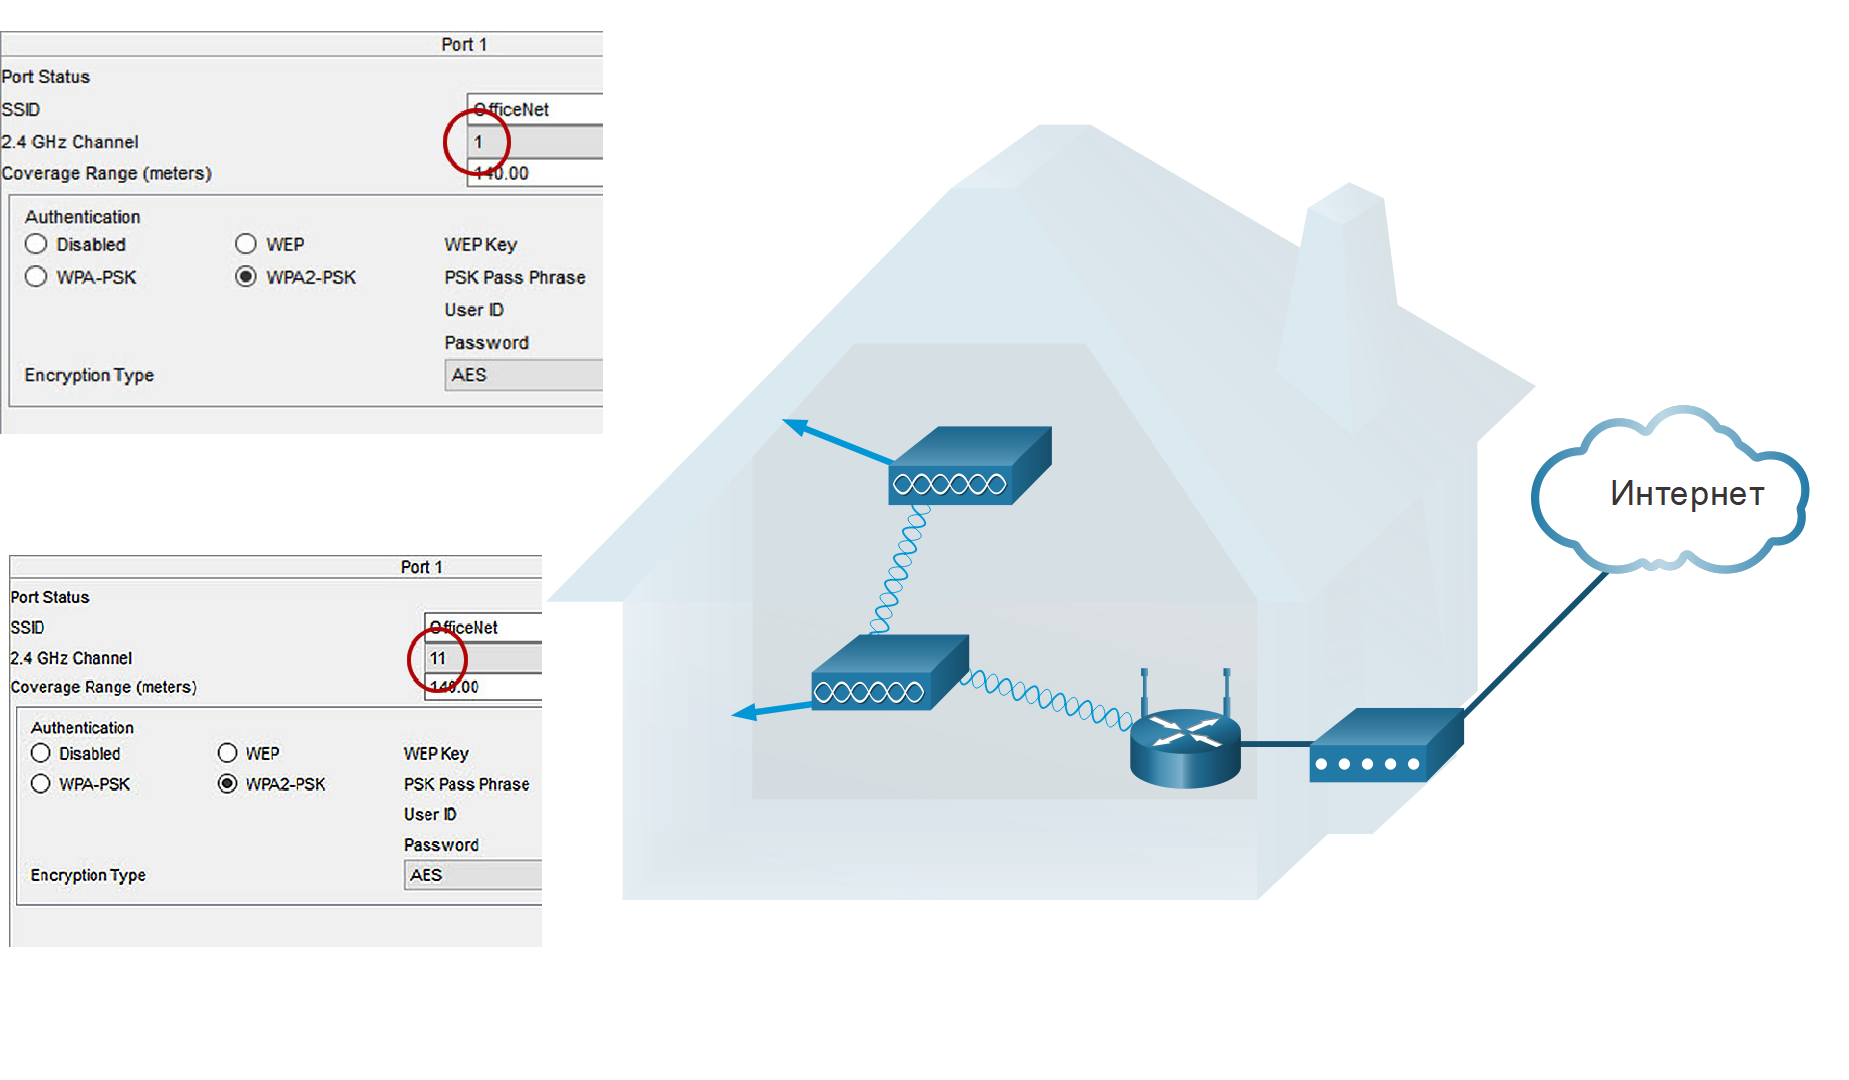 Port 1
Port Status
SSID OfficeNet
2.4 GHz Channel 1
Coverage Range (meters) 140.00
Authentication
Disabled WEP WEP Key
WPA-PSK WPA2-PSK PSK Pass Phrase
User ID
Password
Encryption Type AES
Интернет
Port 1
Port Status
SSID OfficeNet
2.4 GHz Channel 11
Coverage Range (meters) 140.00
Authentication
Disabled WEP WEP Key
WPA-PSK WPA2-PSK PSK Pass Phrase
User ID
Password
Encryption Type AES